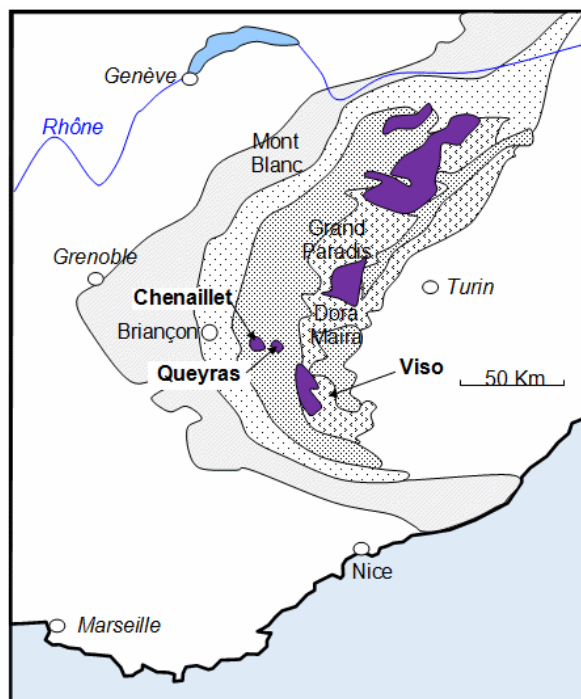 Genève
Rhône
Mont
Blanc
Grand
Paradis
Grenoble
Turin
Chenaillet
Dora
Maira
Briançon
Viso
Queyras
50 Km
Nice
Marseille